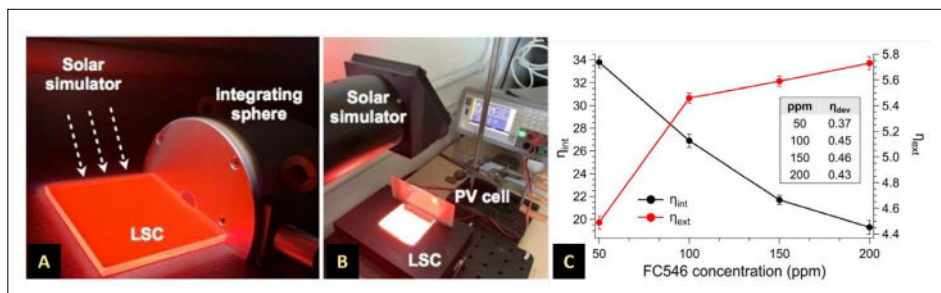 Solar
simulator
integrating
sphere
LSC
A
Solar
simulator
PV cell
LSC
B
34
32
30
28
26
24
22
20
η_int
5.8
5.6
5.4
5.2
5.0
4.8
4.6
4.4
η_ext
ppm η_dev
50 0.37
100 0.45
150 0.46
200 0.43
η_int
η_ext
50 100 150 200
FC546 concentration (ppm)
C